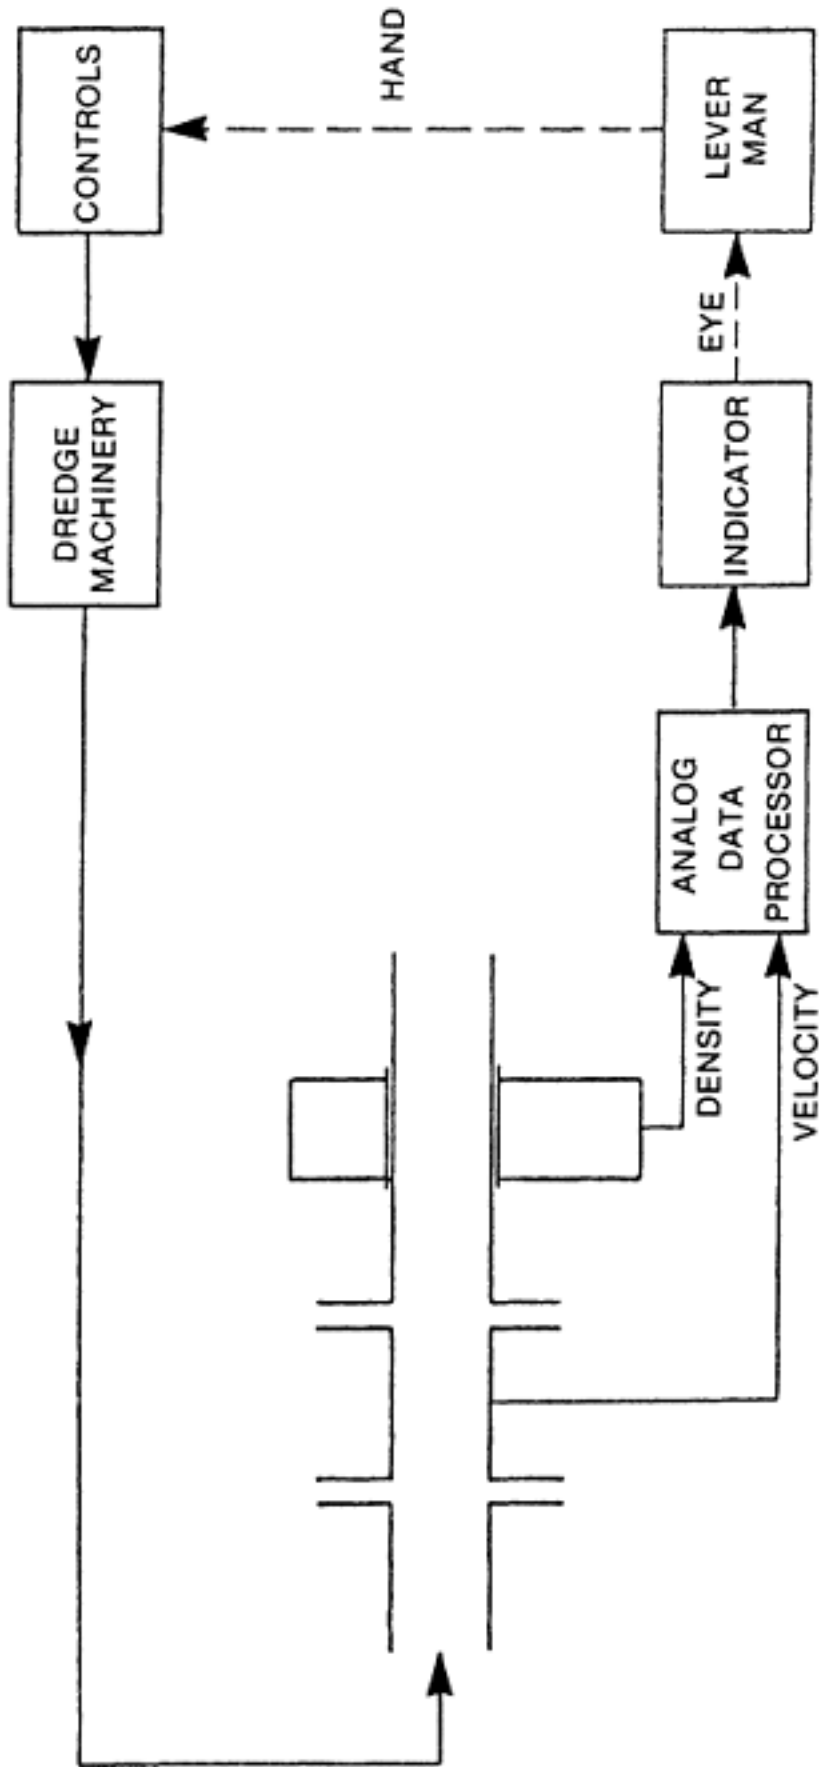 CONTROLS
HAND
LEVER
MAN
EYE
DREDGE
MACHINERY
INDICATOR
ANALOG
DATA
PROCESSOR
DENSITY
VELOCITY